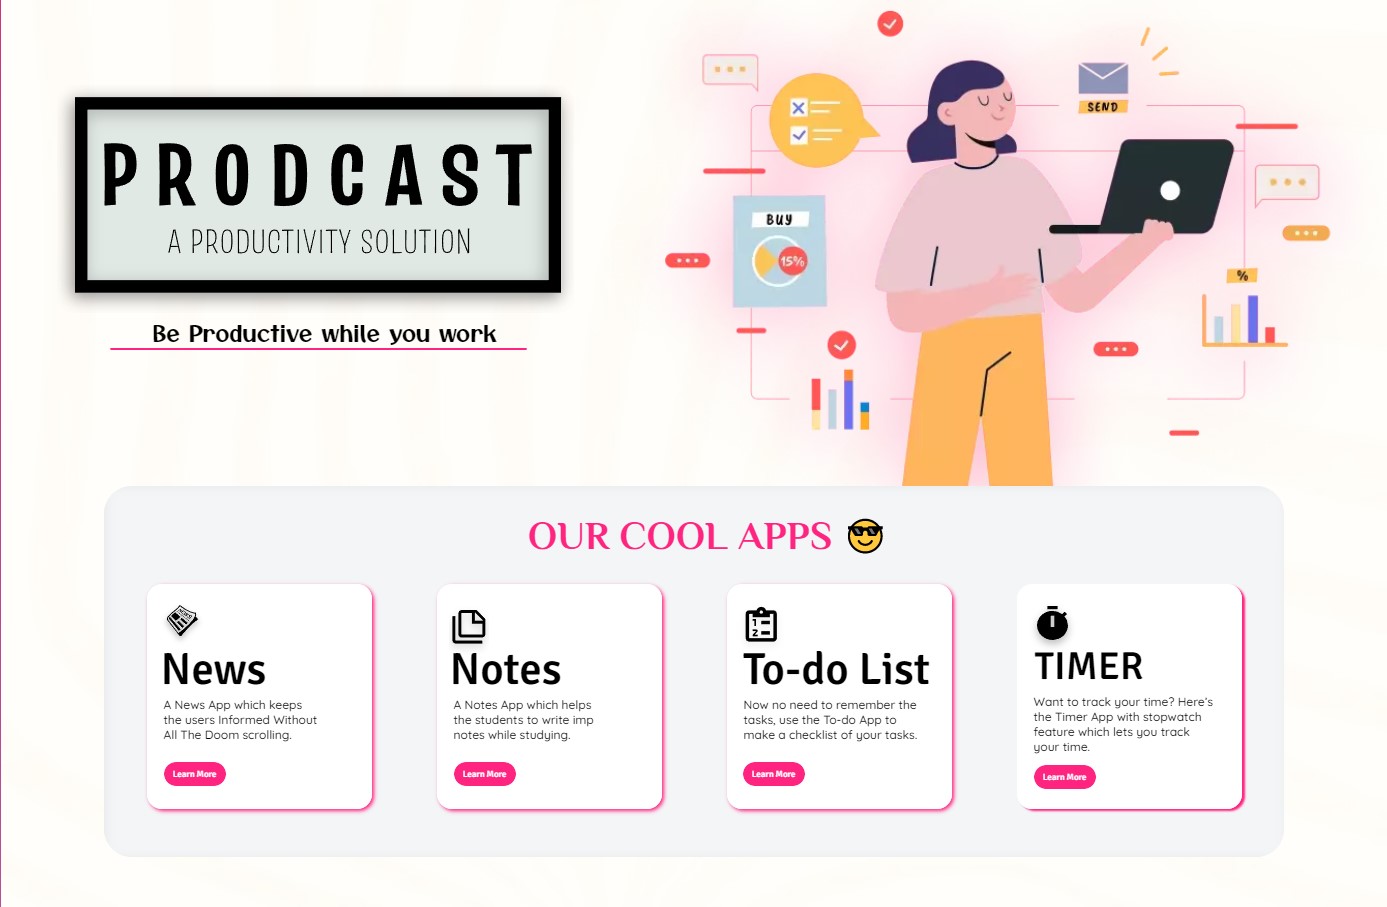 PRODCAST
A PRODUCTIVITY SOLUTION
Be Productive while you work
SEND
BUY
15%
%
OUR COOL APPS 😎
News
A News App which keeps
the users Informed Without
All The Doom scrolling.
Learn More
Notes
A Notes App which helps
the students to write imp
notes while studying.
Learn More
To-do List
Now no need to remember the
tasks, use the To-do App to
make a checklist of your tasks.
Learn More
TIMER
Want to track your time? Here's
the Timer App with stopwatch
feature which lets you track
your time.
Learn More